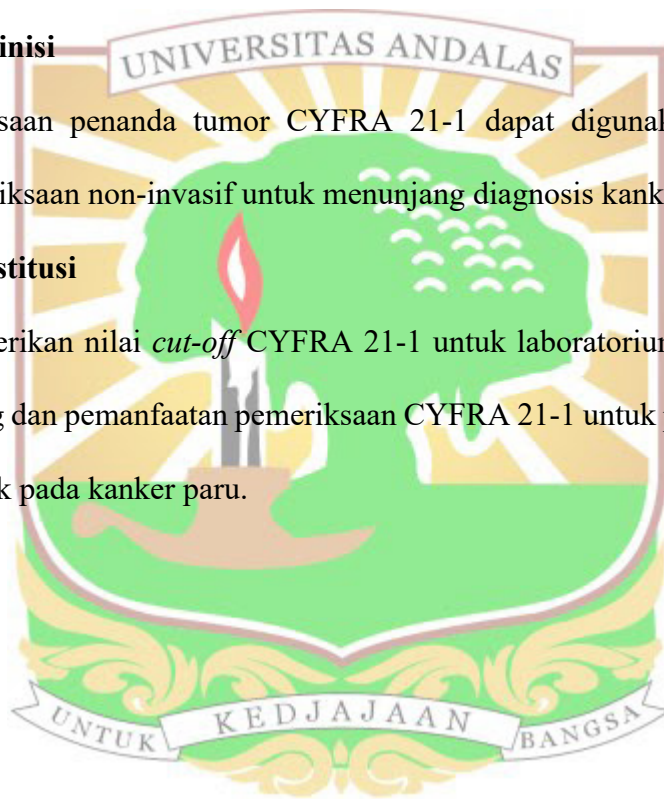 inisi
UNIVERSITAS ANDALAS
saan penanda tumor CYFRA 21-1 dapat digunak
iksaan non-invasif untuk menunjang diagnosis kank
stitusi
erikan nilai cut-off CYFRA 21-1 untuk laboratorium
g dan pemanfaatan pemeriksaan CYFRA 21-1 untuk p
k pada kanker paru.
UNTUK KEDJAJAAN BANGSA